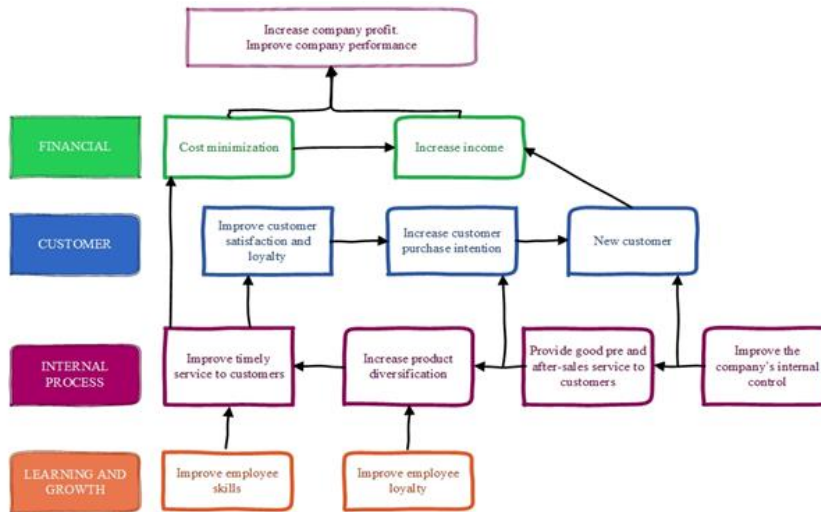 Increase company profit.
Improve company performance
FINANCIAL
Cost minimization
Increase income
CUSTOMER
Improve customer
satisfaction and
loyalty
Increase customer
purchase intention
New customer
INTERNAL
PROCESS
Improve timely
service to customers
Increase product
diversification
Provide good pre and
after-sales service to
customers
Improve the
company's internal
control
LEARNING AND
GROWTH
Improve employee
skills
Improve employee
loyalty